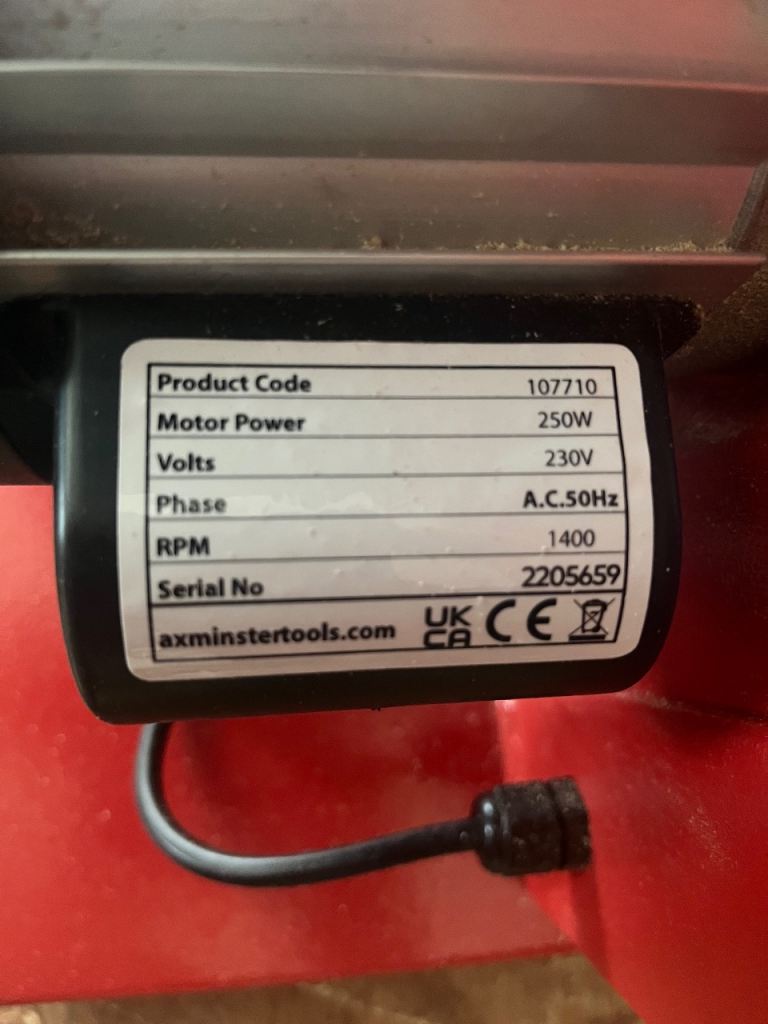 Product Code 107710
Motor Power 250W
Volts 230V
Phase A.C.50Hz
RPM 1400
Serial No 2205659
axminstertools.com UK CA CE